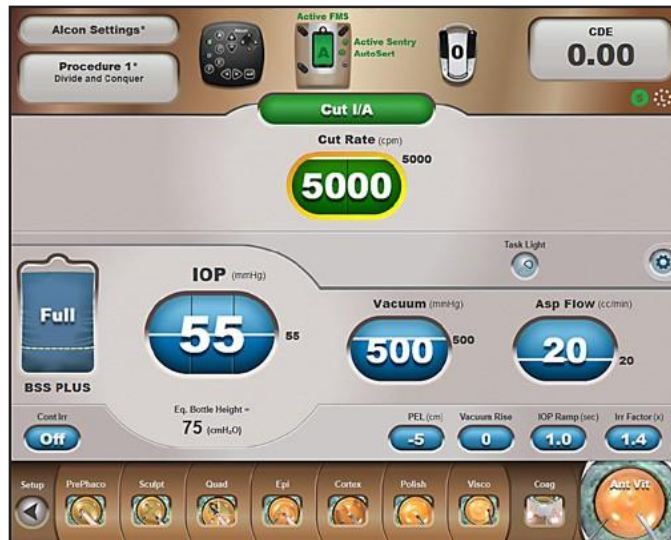 Alcon Settings*
Procedure 1*
Divide and Conquer
Active FMS
A
Active Sentry
AutoSert
0
CDE
0.00
Cut I/A
Cut Rate (cpm)
5000
5000
Task Light
Full
BSS PLUS
IOP (mmHg)
55
55
Eq. Bottle Height =
75 (cmH₂O)
Vacuum (mmHg)
500
500
Asp Flow (cc/min)
20
20
Cont Irr
Off
PEL (cm)
-5
Vacuum Rise
0
IOP Ramp (sec)
1.0
Irr Factor (x)
1.4
Setup
PrePhaco
Sculpt
Quad
Epi
Cortex
Polish
Visco
Coag
Ant Vit